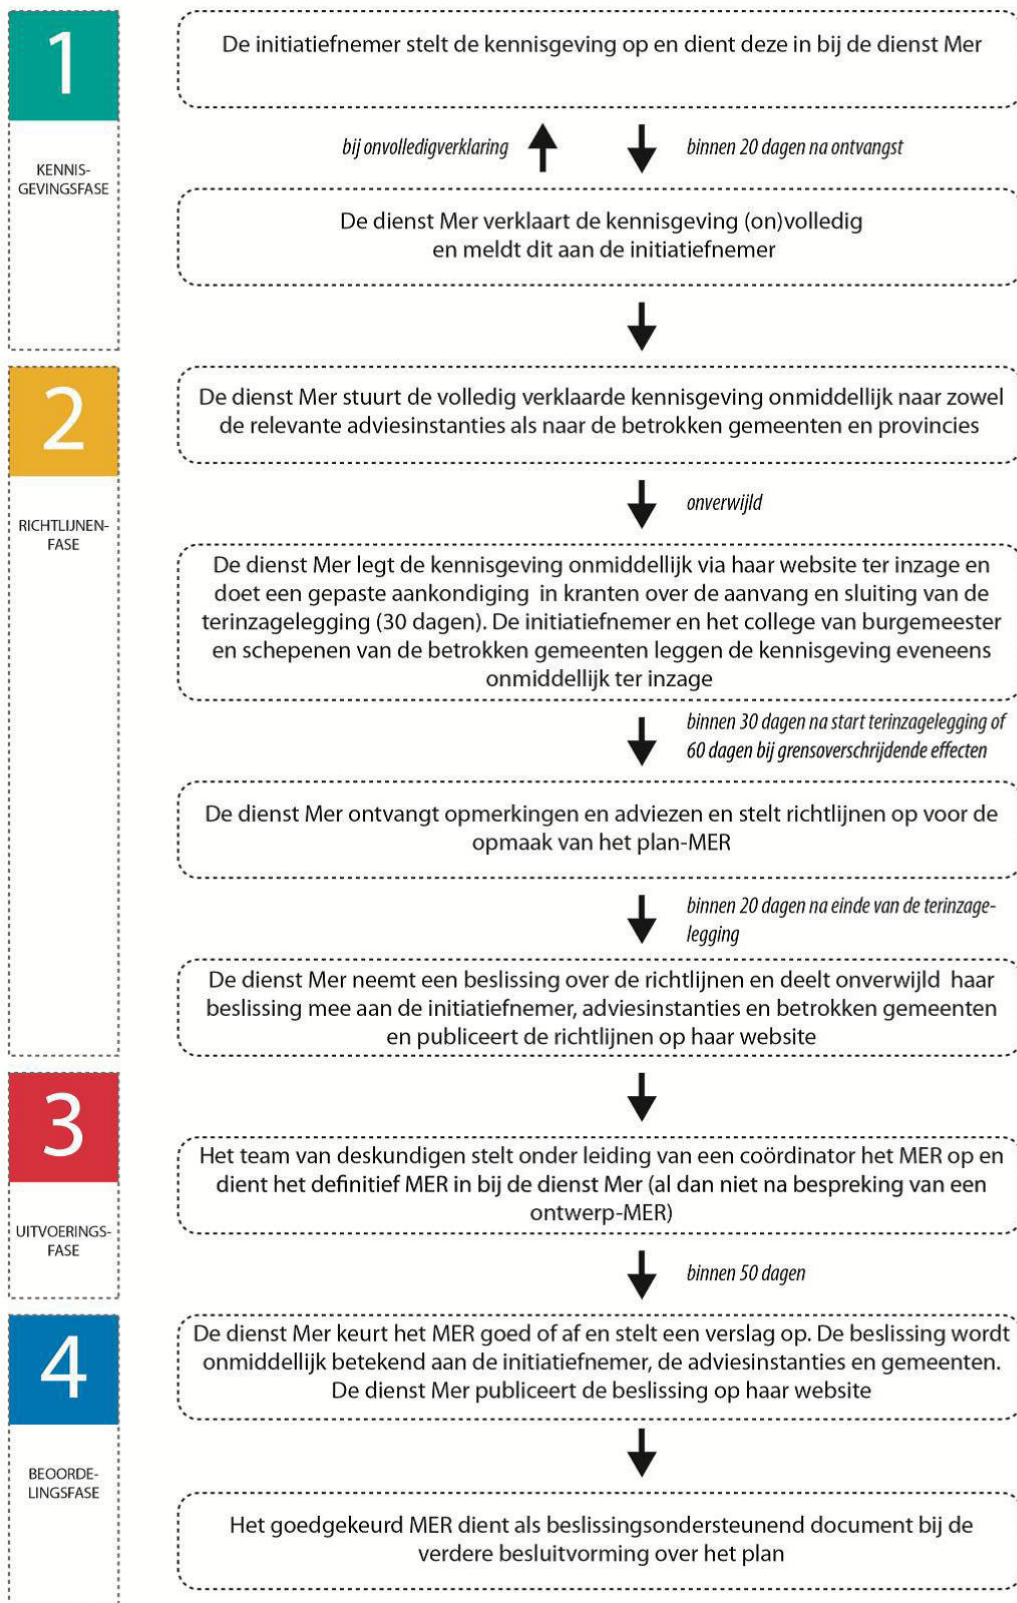 1
KENNIS-
GEVINGSFASE
De initiatiefnemer stelt de kennisgeving op en dient deze in bij de dienst Mer
bij onvolledigverklaring
binnen 20 dagen na ontvangst
De dienst Mer verklaart de kennisgeving (on)volledig
en meldt dit aan de initiatiefnemer
2
RICHTLIJNEN-
FASE
De dienst Mer stuurt de volledig verklaarde kennisgeving onmiddellijk naar zowel
de relevante adviesinstanties als naar de betrokken gemeenten en provincies
onverwijld
De dienst Mer legt de kennisgeving onmiddellijk via haar website ter inzage en
doet een gepaste aankondiging in kranten over de aanvang en sluiting van de
terinzagelegging (30 dagen). De initiatiefnemer en het college van burgemeester
en schepenen van de betrokken gemeenten leggen de kennisgeving eveneens
onmiddellijk ter inzage
binnen 30 dagen na start terinzagelegging of
60 dagen bij grensoverschrijdende effecten
De dienst Mer ontvangt opmerkingen en adviezen en stelt richtlijnen op voor de
opmaak van het plan-MER
binnen 20 dagen na einde van de terinzage-
legging
De dienst Mer neemt een beslissing over de richtlijnen en deelt onverwijld haar
beslissing mee aan de initiatiefnemer, adviesinstanties en betrokken gemeenten
en publiceert de richtlijnen op haar website
3
UITVOERINGS-
FASE
Het team van deskundigen stelt onder leiding van een coördinator het MER op en
dient het definitief MER in bij de dienst Mer (al dan niet na bespreking van een
ontwerp-MER)
binnen 50 dagen
4
BEOORDE-
LINGSFASE
De dienst Mer keurt het MER goed of af en stelt een verslag op. De beslissing wordt
onmiddellijk betekend aan de initiatiefnemer, de adviesinstanties en gemeenten.
De dienst Mer publiceert de beslissing op haar website
Het goedgekeurd MER dient als beslissingsondersteunend document bij de
verdere besluitvorming over het plan